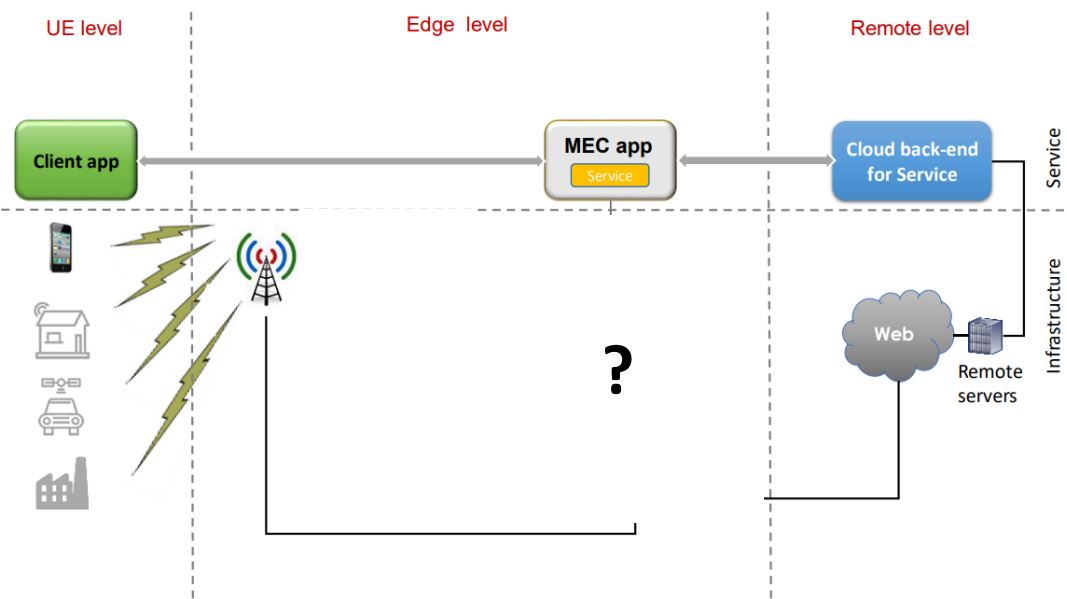 UE level
Edge level
Remote level
Client app
MEC app
Service
Cloud back-end
for Service
Service
?
Web
Remote
servers
Infrastructure